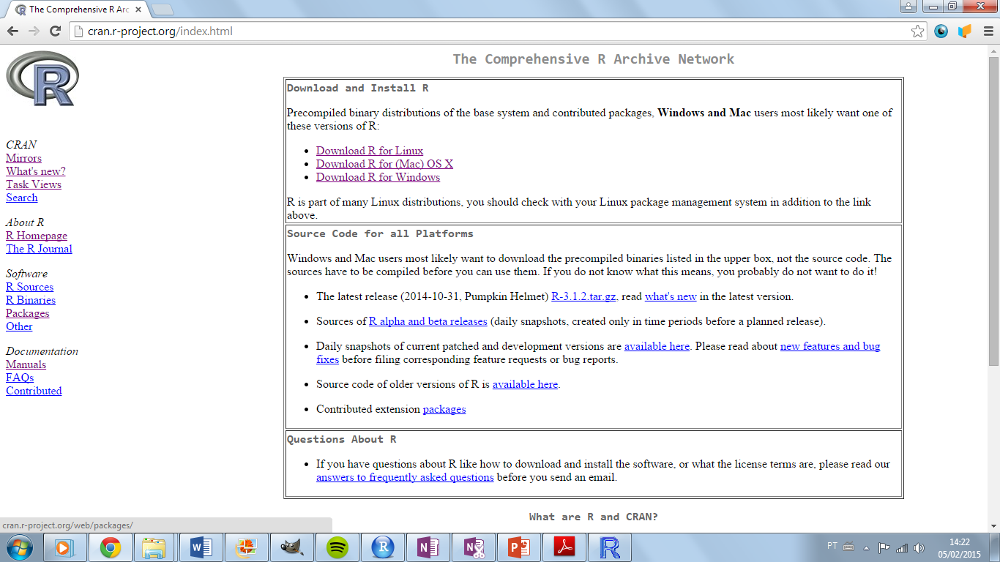 The Comprehensive R Arc
cran.r-project.org/index.html
R
CRAN
Mirrors
What's new?
Task Views
Search
About R
R Homepage
The R Journal
Software
R Sources
R Binaries
Packages
Other
Documentation
Manuals
FAQs
Contributed
The Comprehensive R Archive Network
Download and Install R
Precompiled binary distributions of the base system and contributed packages, Windows and Mac users most likely want one of
these versions of R:
• Download R for Linux
• Download R for (Mac) OS X
• Download R for Windows
R is part of many Linux distributions, you should check with your Linux package management system in addition to the link
above.
Source Code for all Platforms
Windows and Mac users most likely want to download the precompiled binaries listed in the upper box, not the source code. The
sources have to be compiled before you can use them. If you do not know what this means, you probably do not want to do it!
• The latest release (2014-10-31, Pumpkin Helmet) R-3.1.2.tar.gz, read what's new in the latest version.
• Sources of R alpha and beta releases (daily snapshots, created only in time periods before a planned release).
• Daily snapshots of current patched and development versions are available here. Please read about new features and bug
fixes before filing corresponding feature requests or bug reports.
• Source code of older versions of R is available here.
• Contributed extension packages
Questions About R
• If you have questions about R like how to download and install the software, or what the license terms are, please read our
answers to frequently asked questions before you send an email.
What are R and CRAN?
cran.r-project.org/web/packages/
W
R
N
N
P
R
PT
14:22
05/02/2015